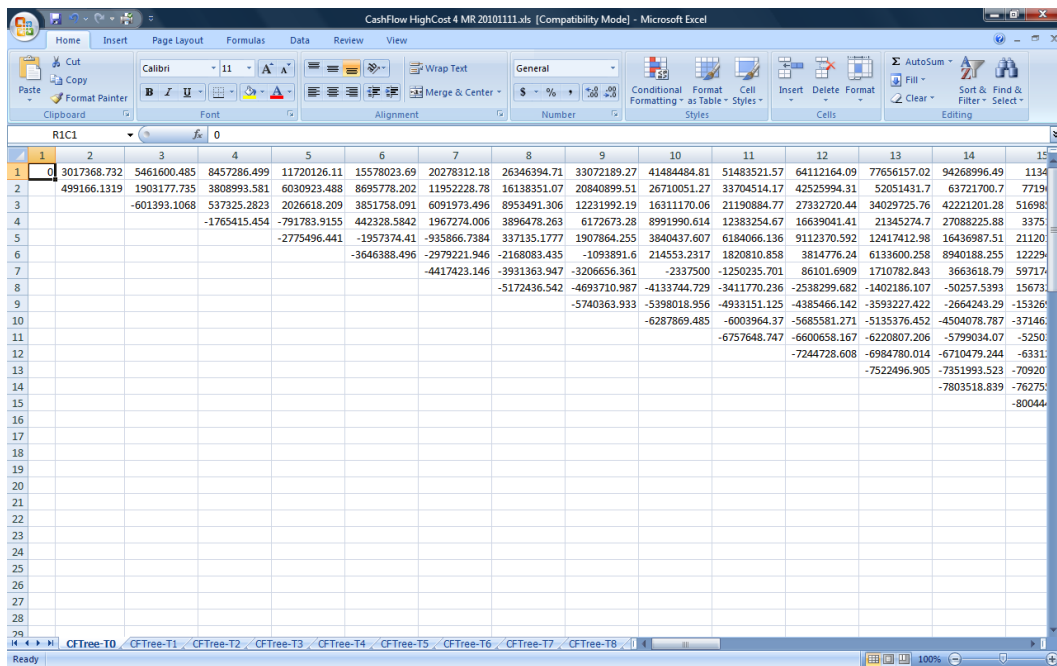 CashFlow HighCost 4 MR 20101111.xls [Compatibility Mode] - Microsoft Excel
Home Insert Page Layout Formulas Data Review View
Paste
Cut
Copy
Format Painter
Clipboard
Calibri 11
B I U
Font
Wrap Text
Merge & Center
Alignment
General
$ % ,
Number
Conditional Formatting
Format as Table
Cell Styles
Styles
Insert Delete Format
Cells
Σ AutoSum
Fill
Clear
Sort & Filter
Find & Select
Editing
R1C1 fx 0
1 2 3 4 5 6 7 8 9 10 11 12 13 14 15
1 0 3017368.732 5461600.485 8457286.499 11720126.11 15578023.69 20278312.18 26346394.71 33072189.27 41484484.81 51483521.57 64112164.09 77656157.02 94268996.49 1134
2 499166.1319 1903177.735 3808993.581 6030923.488 8695778.202 11952228.78 16138351.07 20840899.51 26710051.27 33704514.17 42525994.31 52051431.7 63721700.7 7719
3 -601393.1068 537325.2823 2026618.209 3851758.091 6091973.496 8953491.306 12231992.19 16311170.06 21190884.77 27332720.44 34029725.76 42221201.28 51698
4 -1765415.454 -791783.9155 442328.5842 1967274.006 3896478.263 6172673.28 8991990.614 12383254.67 16639041.41 21345274.7 27088225.88 3375
5 -2775496.441 -1957374.41 -935866.7384 337135.1777 1907864.255 3840437.607 6184066.136 9112370.592 12417412.98 16436987.51 21120
6 -3646388.496 -2979221.946 -2168083.435 -1093891.6 214553.2317 1820810.858 3814776.24 6133600.258 8940188.255 12229
7 -4417423.146 -3931363.947 -3206656.361 -2337500 -1250235.701 86101.6909 1710782.843 3663618.79 59717
8 -5172436.542 -4693710.987 -4133744.729 -3411770.236 -2538299.682 -1402186.107 -50257.5393 15673
9 -5740363.933 -5398018.956 -4933151.125 -4385466.142 -3593227.422 -2664243.29 -15326
10 -6287869.485 -6003964.37 -5685581.271 -5135376.452 -4504078.787 -37146
11 -6757648.747 -6600658.167 -6220807.206 -5799034.07 -5250
12 -7244728.608 -6984780.014 -6710479.244 -6331
13 -7522496.905 -7351993.523 -70920
14 -7803518.839 -76275
15 -80044
16
17
18
19
20
21
22
23
24
25
26
27
28
29
CFTree-T0 CFTree-T1 CFTree-T2 CFTree-T3 CFTree-T4 CFTree-T5 CFTree-T6 CFTree-T7 CFTree-T8
Ready 100%